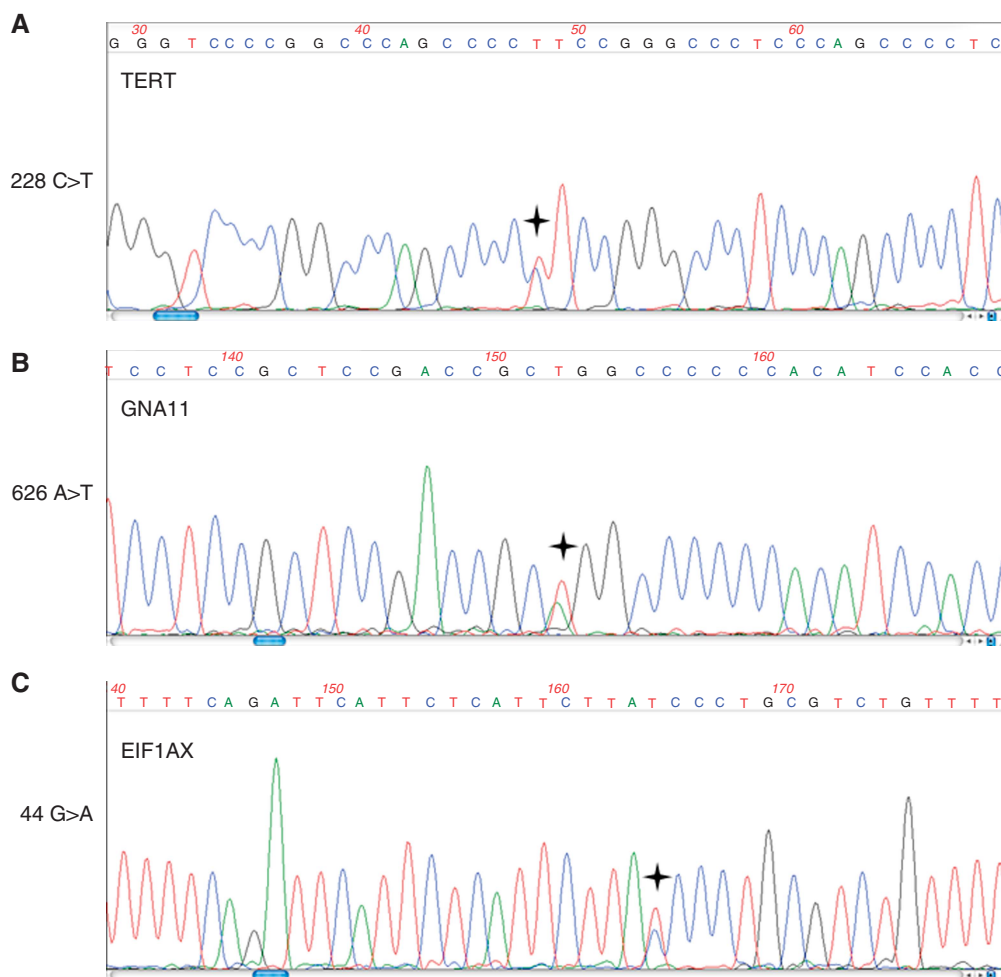 A
30 40 50 60
G G G T C C C C G G C C C A G C C C C T T C C G G G C C C T C C C A G C C C C T C
TERT
228 C>T
B
140 150 160
T C C T C C G C T C C G A C C G C T G G C C C C C C A C A T C C A C C
GNA11
626 A>T
C
40 150 160 170
T T T T C A G A T T C A T T C T C A T T C T T A T C C C T G C G T C T G T T T T
EIF1AX
44 G>A